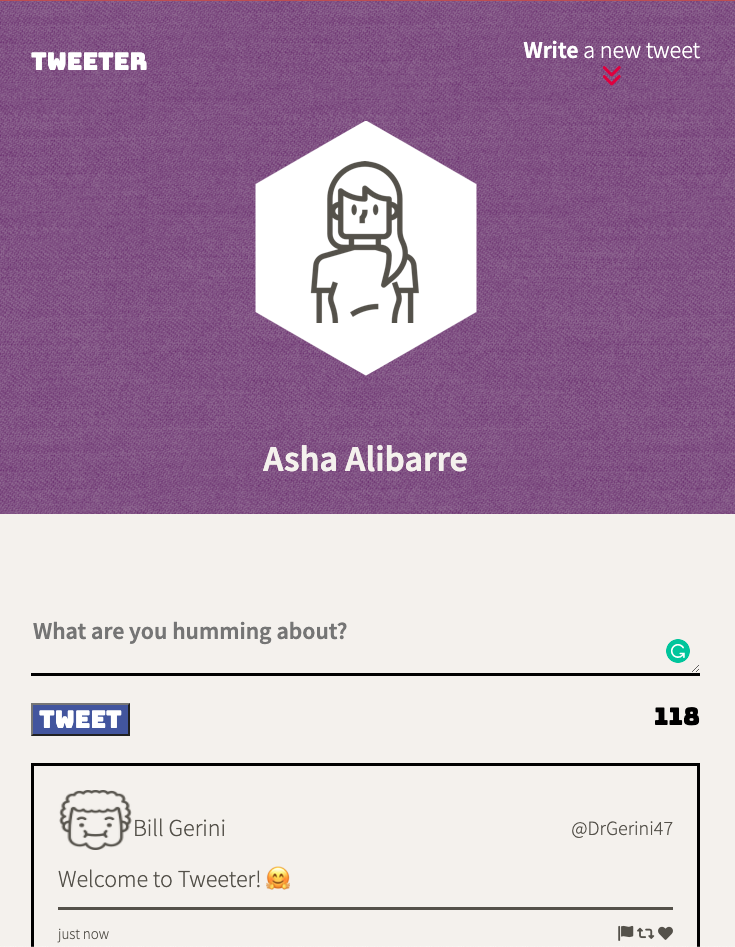 TWEETER
Write a new tweet
Asha Alibarre
What are you humming about?
TWEET
118
Bill Gerini
@DrGerini47
Welcome to Tweeter! 🤗
just now